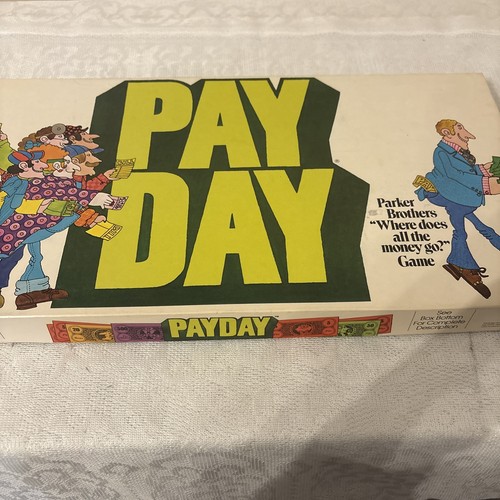 PAY
DAY
Parker
Brothers
"Where does
all the
money go?"
Game
PAYDAY
See
Box Bottom
For Complete
Description